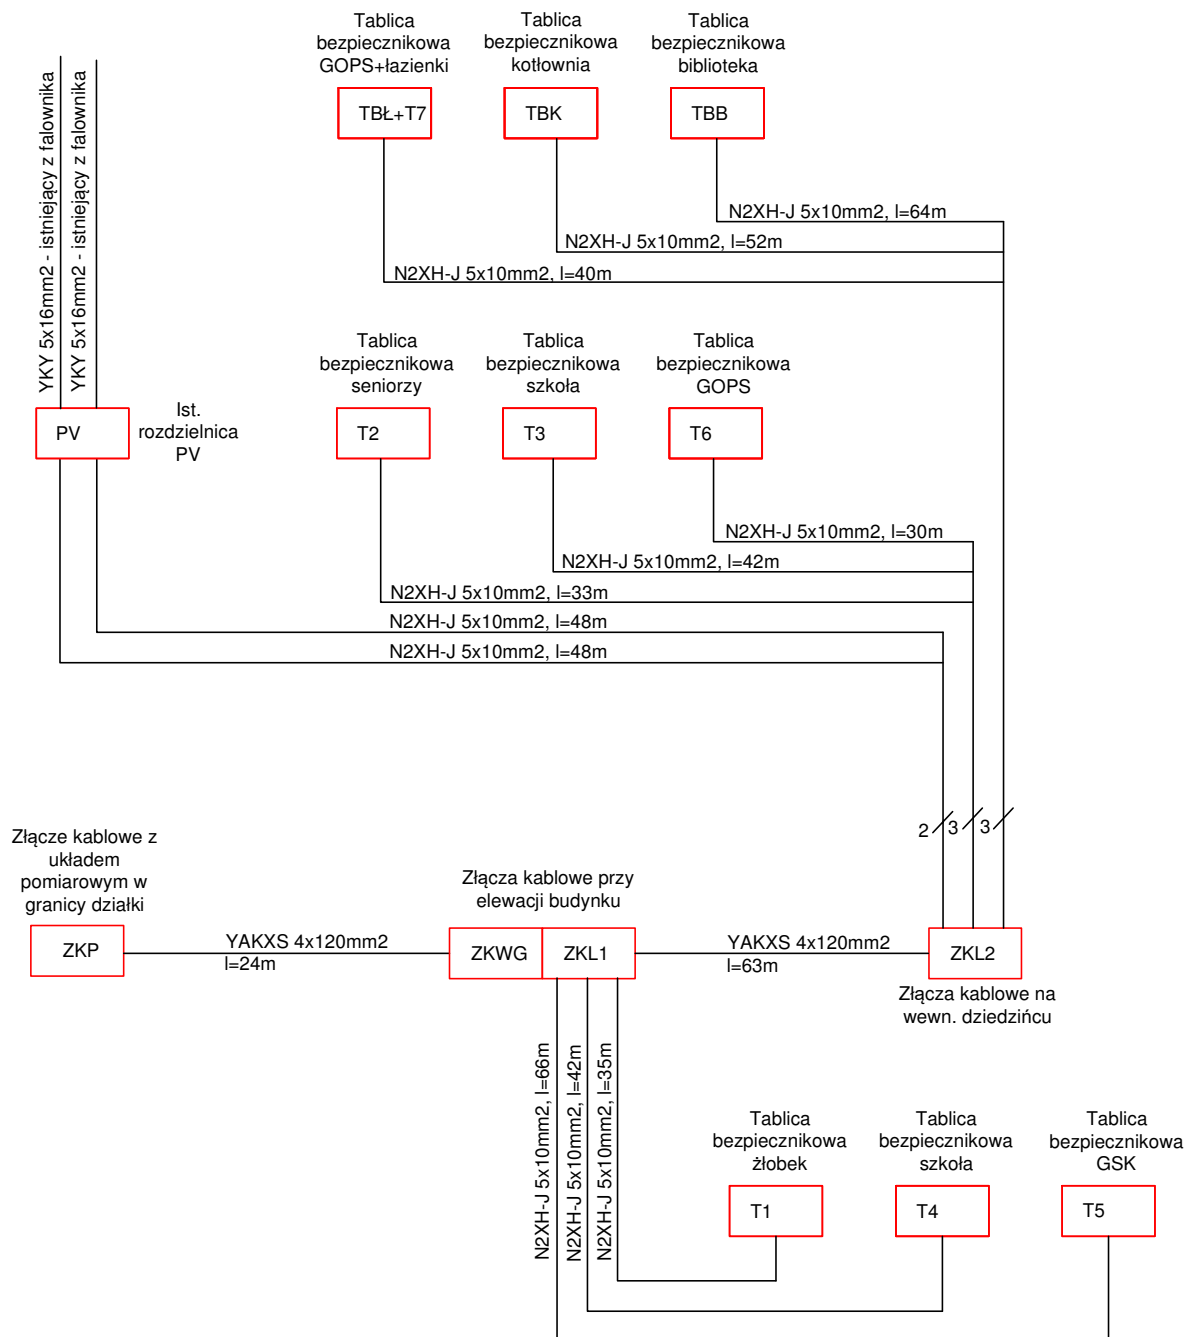 Tablica
bezpiecznikowa
GOPS+łazienki
TBŁ+T7
Tablica
bezpiecznikowa
kotłownia
TBK
Tablica
bezpiecznikowa
biblioteka
TBB
YKY 5x16mm2 - istniejący z falownika
YKY 5x16mm2 - istniejący z falownika
N2XH-J 5x10mm2, l=64m
N2XH-J 5x10mm2, l=52m
N2XH-J 5x10mm2, l=40m
PV
Ist.
rozdzielnica
PV
Tablica
bezpiecznikowa
seniorzy
T2
Tablica
bezpiecznikowa
szkoła
T3
Tablica
bezpiecznikowa
GOPS
T6
N2XH-J 5x10mm2, l=30m
N2XH-J 5x10mm2, l=42m
N2XH-J 5x10mm2, l=33m
N2XH-J 5x10mm2, l=48m
N2XH-J 5x10mm2, l=48m
2
3
3
Złącze kablowe z
układem
pomiarowym w
granicy działki
ZKP
YAKXS 4x120mm2
l=24m
Złącza kablowe przy
elewacji budynku
ZKWG
ZKL1
YAKXS 4x120mm2
l=63m
ZKL2
Złącza kablowe na
wewn. dziedzińcu
N2XH-J 5x10mm2, l=66m
N2XH-J 5x10mm2, l=42m
N2XH-J 5x10mm2, l=35m
Tablica
bezpiecznikowa
żłobek
T1
Tablica
bezpiecznikowa
szkoła
T4
Tablica
bezpiecznikowa
GSK
T5